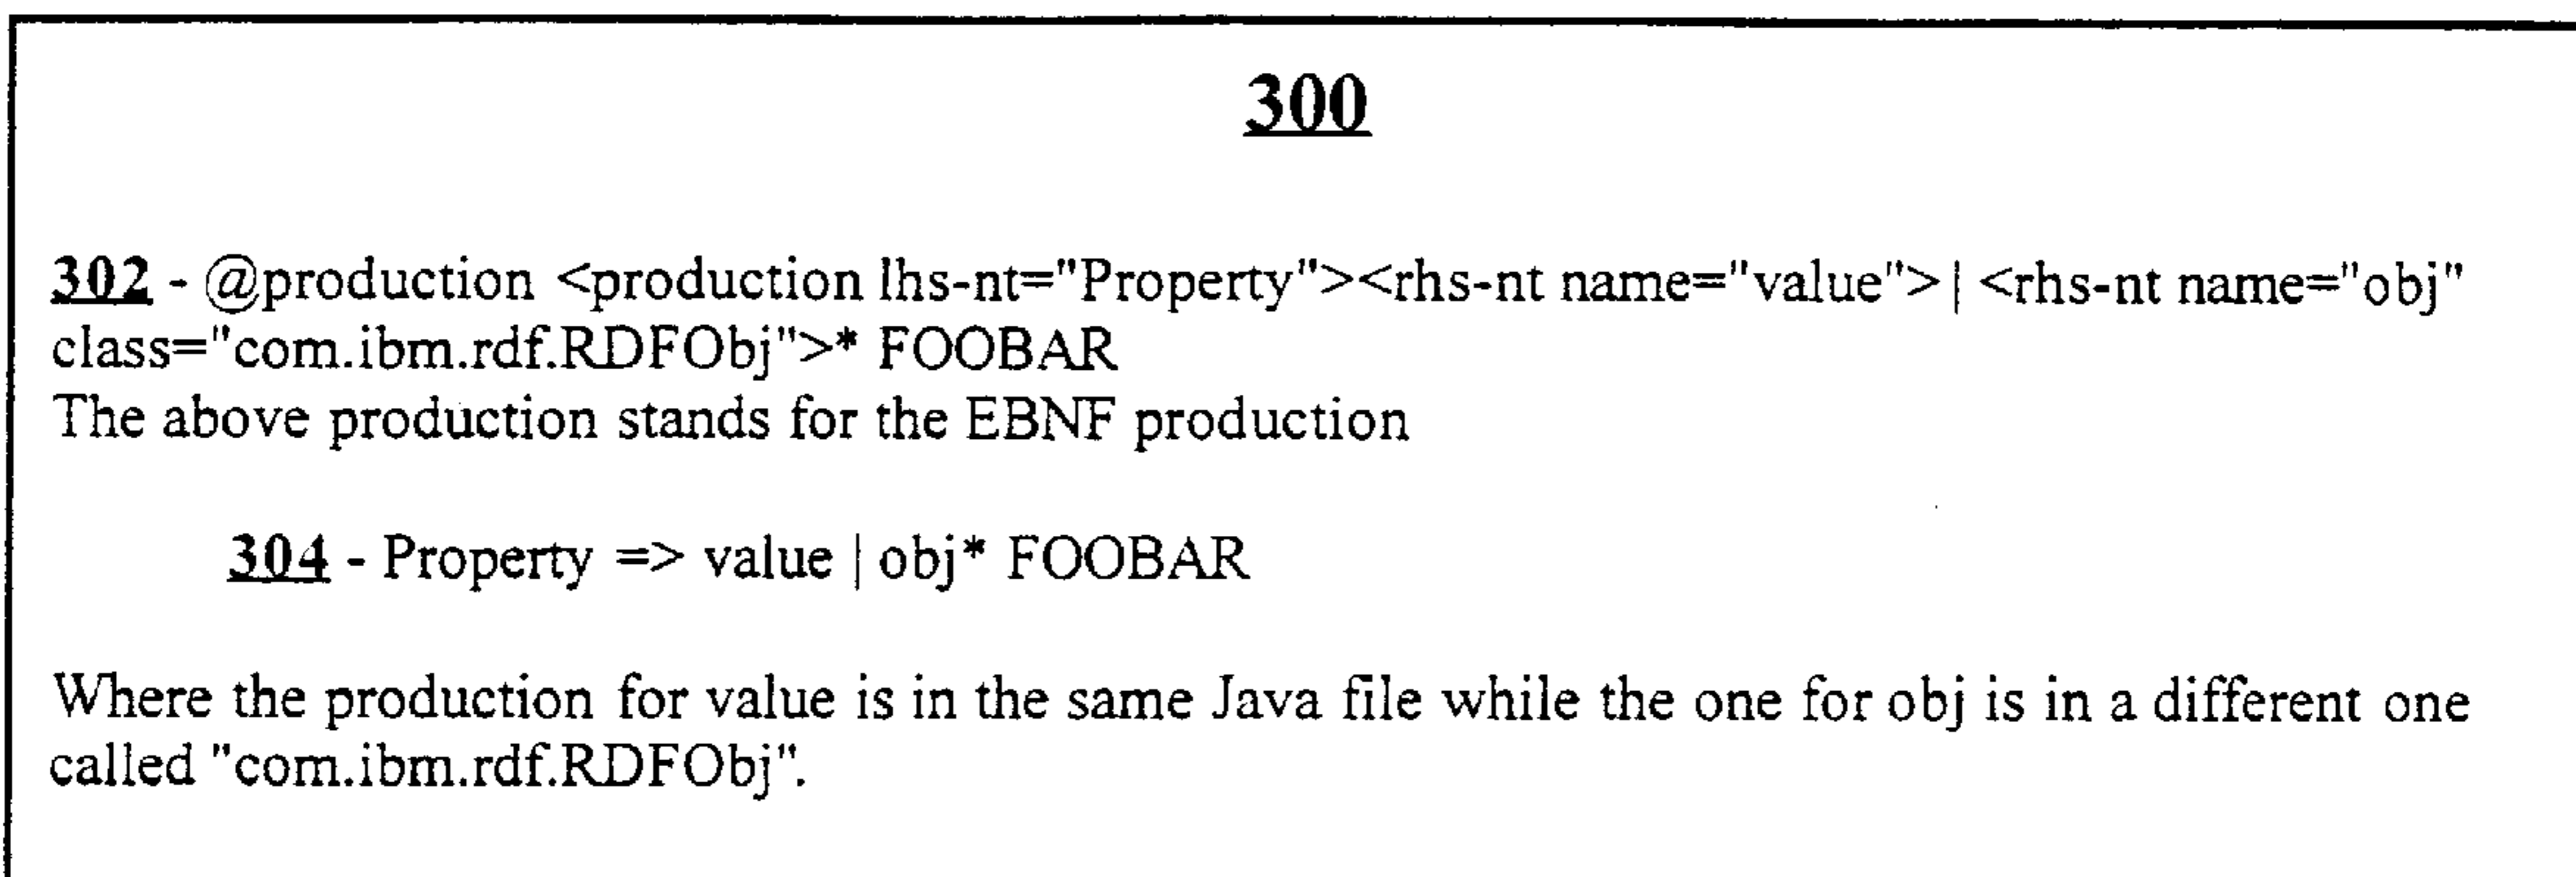 300
302 - @production <production lhs-nt="Property"><rhs-nt name="value">| <rhs-nt name="obj"
class="com.ibm.rdf.RDFObj">* FOOBAR
The above production stands for the EBNF production
304 - Property => value | obj* FOOBAR
Where the production for value is in the same Java file while the one for obj is in a different one
called "com.ibm.rdf.RDFObj".